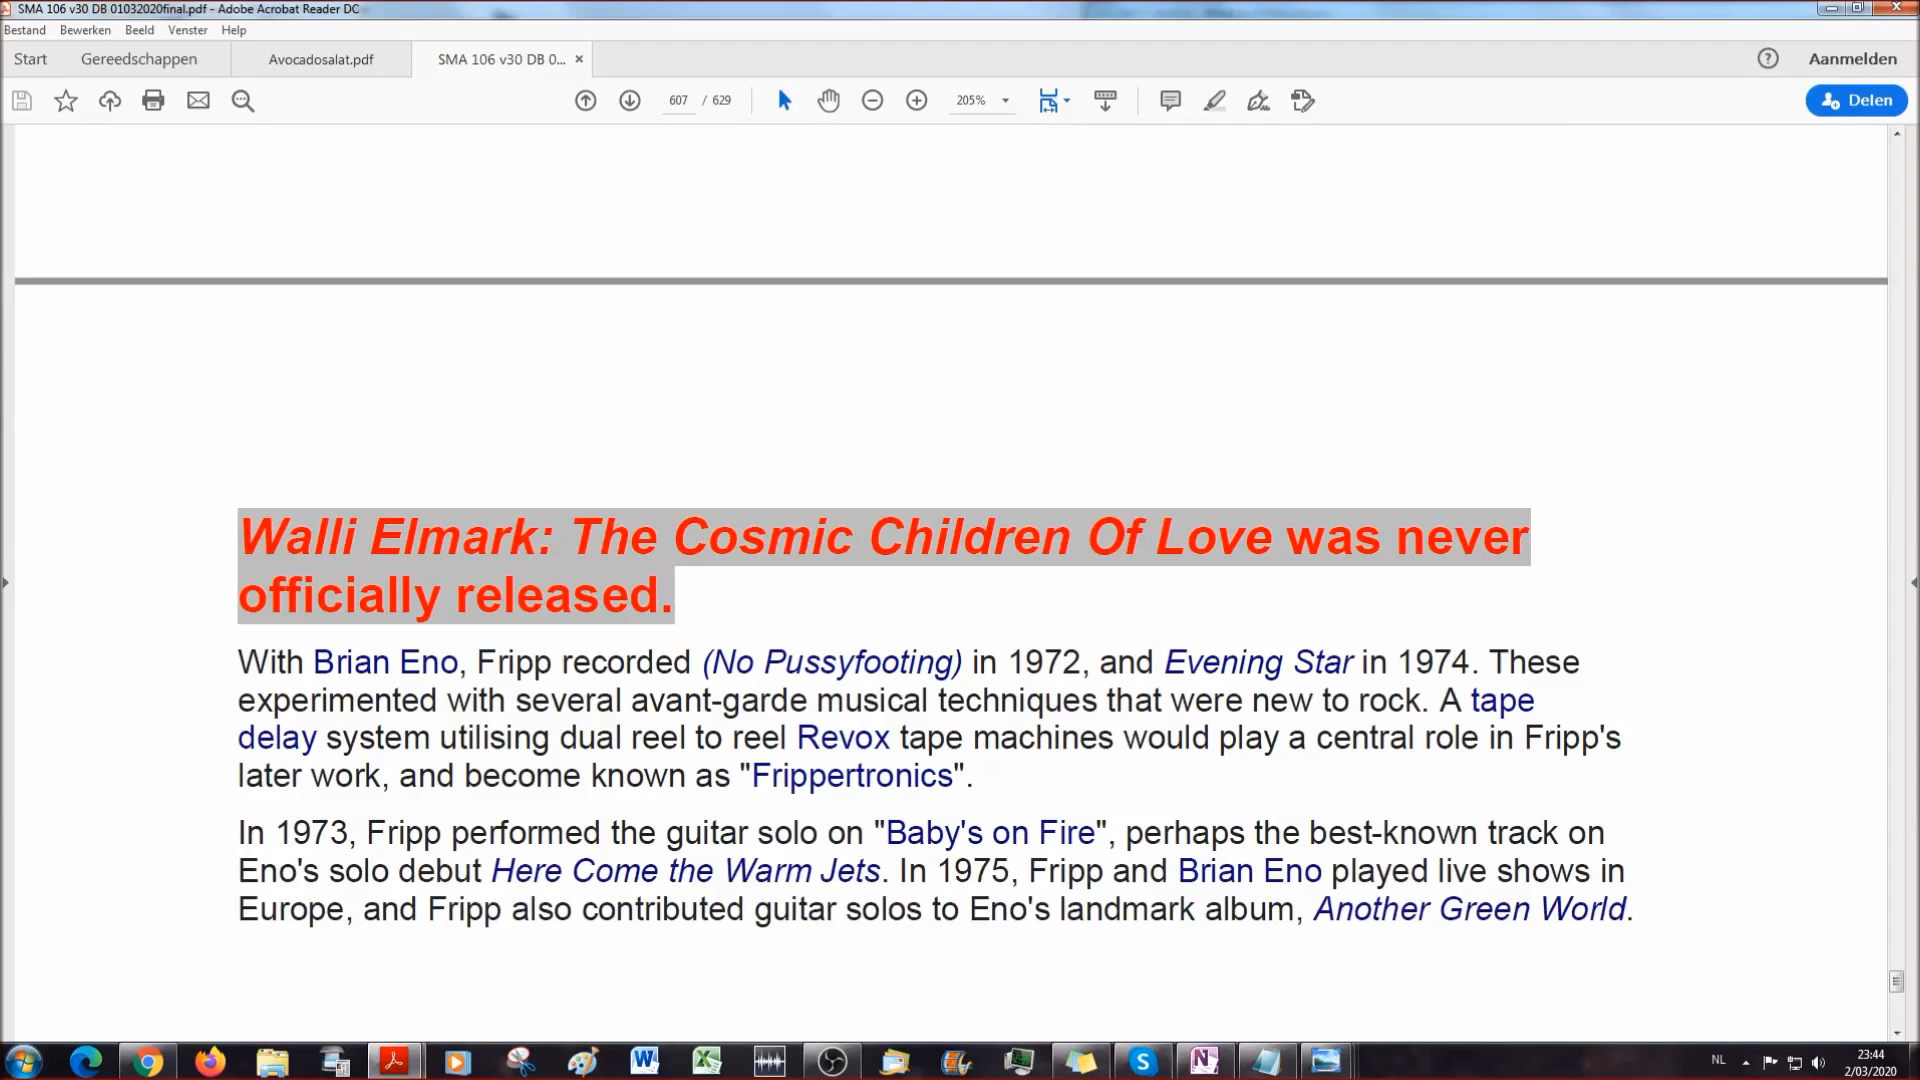 SMA 106 v30 DB 01032020final.pdf - Adobe Acrobat Reader DC
Bestand Bewerken Beeld Venster Help
Start Gereedschappen Avocadosalat.pdf SMA 106 v30 DB 0... × ? Aanmelden
607 / 629 205% Delen
Walli Elmark: The Cosmic Children Of Love was never
officially released.
With Brian Eno, Fripp recorded (No Pussyfooting) in 1972, and Evening Star in 1974. These
experimented with several avant-garde musical techniques that were new to rock. A tape
delay system utilising dual reel to reel Revox tape machines would play a central role in Fripp's
later work, and become known as "Frippertronics".
In 1973, Fripp performed the guitar solo on "Baby's on Fire", perhaps the best-known track on
Eno's solo debut Here Come the Warm Jets. In 1975, Fripp and Brian Eno played live shows in
Europe, and Fripp also contributed guitar solos to Eno's landmark album, Another Green World.
NL 23:44
2/03/2020